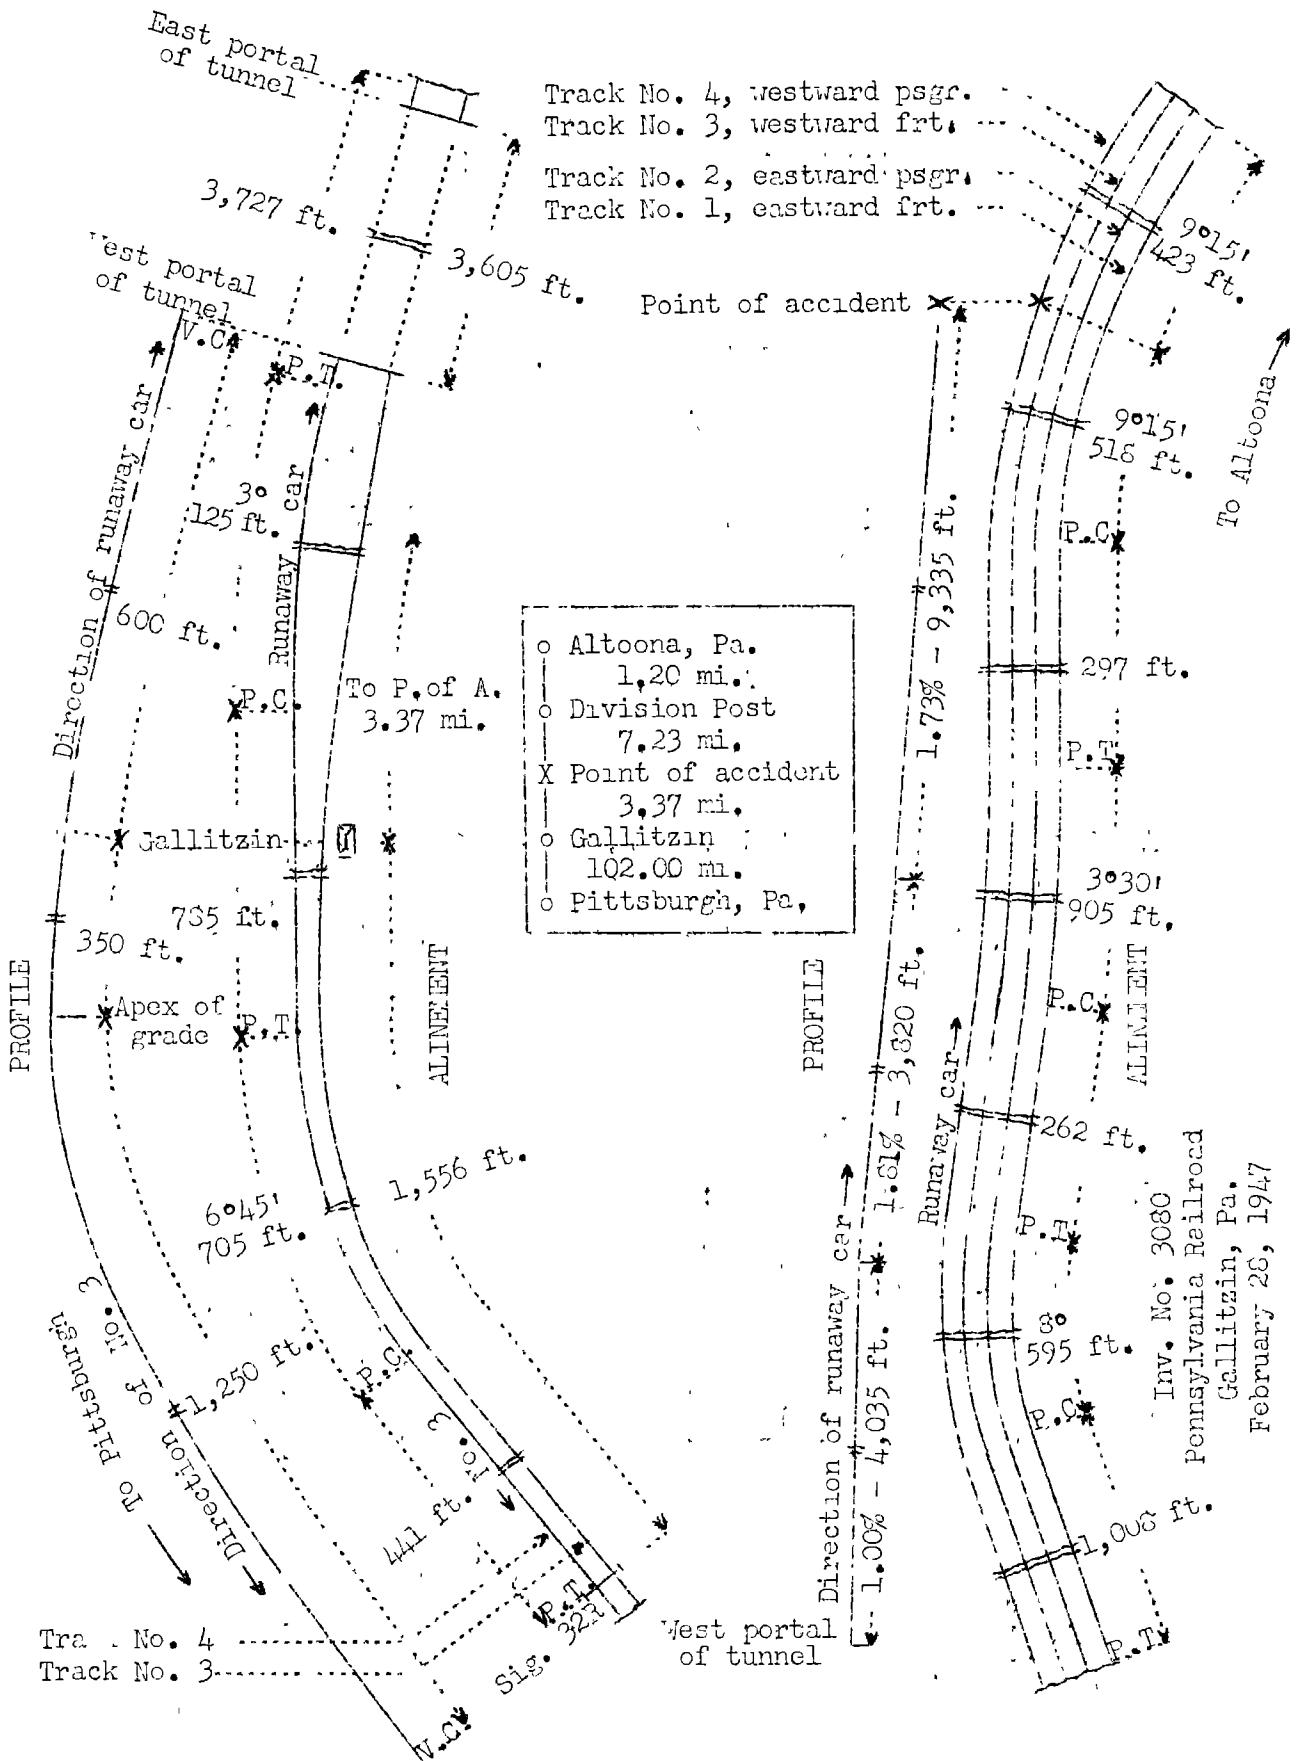 East portal
of tunnel
3,727 ft.
3,605 ft.
West portal
of tunnel
V.C.
P.T.
3°
125 ft.
Direction of runaway car
Runaway car
600 ft.
P.C.
To P. of A.
3.37 mi.
Gallitzin
785 ft.
350 ft.
PROFILE
Apex of
grade
P.T.
ALINEMENT
1,556 ft.
6°45'
705 ft.
To Pittsburgh
Direction of No. 3
1,250 ft.
P.C.
No. 3
441 ft.
P.T.
Sig. 32R
No. 4
Track No. 3
V.C.
Track No. 4, westward psgr.
Track No. 3, westward frt.
Track No. 2, eastward psgr.
Track No. 1, eastward frt.
9°15'
423 ft.
Point of accident
To Altoona
9°15'
518 ft.
P.C.
297 ft.
P.T.
o Altoona, Pa.
1.20 mi.
o Division Post
7.23 mi.
X Point of accident
3.37 mi.
o Gallitzin
102.00 mi.
o Pittsburgh, Pa.
1.73% - 9,335 ft.
3°30'
905 ft.
P.C.
PROFILE
ALINEMENT
1.81% - 3,820 ft.
Runaway car
262 ft.
P.T.
8°
595 ft.
P.C.
Direction of runaway car
1.00% - 4,035 ft.
1,008 ft.
P.T.
West portal
of tunnel
Inv. No. 3080
Pennsylvania Railroad
Gallitzin, Pa.
February 28, 1947